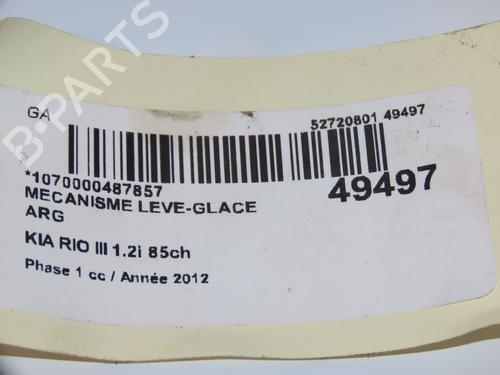 GA
52720801 49497
*1070000487857
49497
MECANISME LEVE-GLACE
ARG
KIA RIO III 1.2i 85ch
Phase 1 cc / Année 2012
B-PARTS